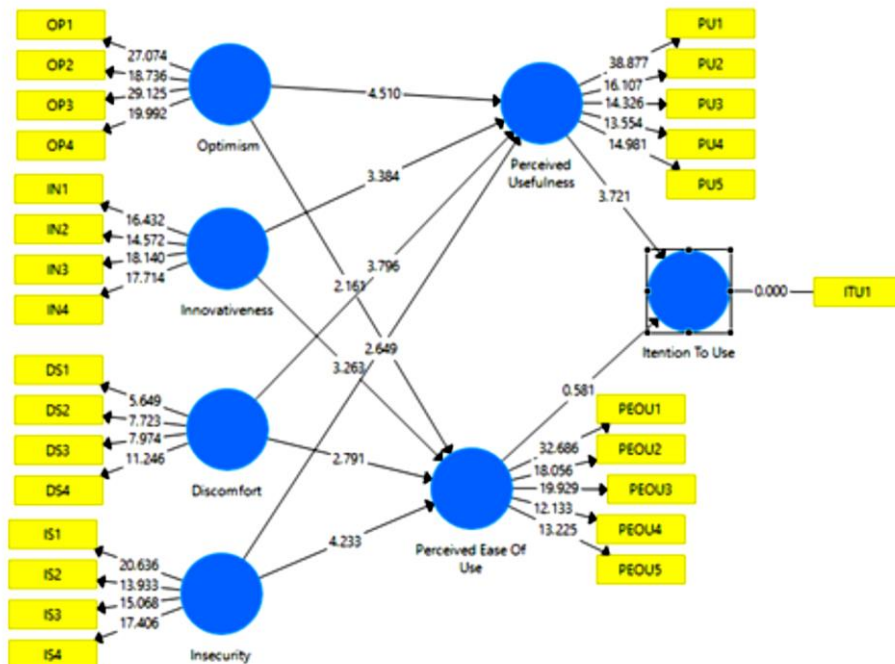 OP1
OP2
OP3
OP4
27.074
18.736
29.125
19.992
Optimism
IN1
IN2
IN3
IN4
16.432
14.572
18.140
17.714
Innovativeness
DS1
DS2
DS3
DS4
5.649
7.723
7.974
11.246
Discomfort
IS1
IS2
IS3
IS4
20.636
13.933
15.068
17.406
Insecurity
4.510
3.384
3.796
2.161
2.649
3.263
2.791
4.233
Perceived
Usefulness
38.877
16.107
14.326
13.554
14.981
PU1
PU2
PU3
PU4
PU5
3.721
0.000
ITU1
Itention To Use
0.581
Perceived Ease Of
Use
32.686
18.056
19.929
12.133
13.225
PEOU1
PEOU2
PEOU3
PEOU4
PEOU5